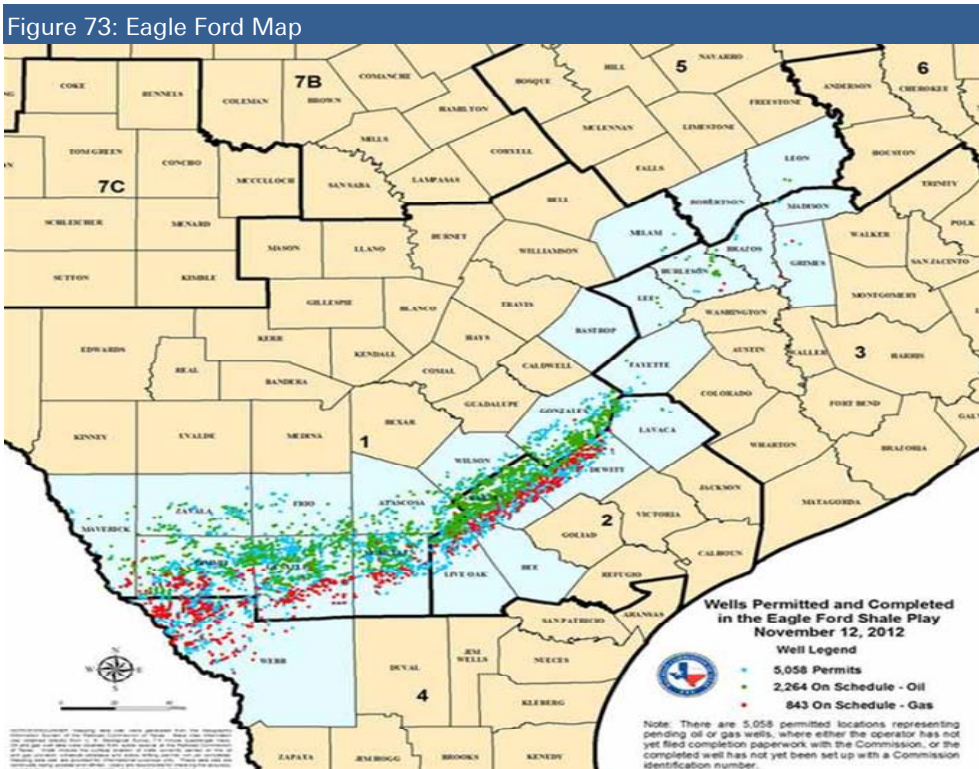 Figure 73: Eagle Ford Map
COKE
RUNNELS
COLEMAN
7B
BROWN
COMANCHE
HAMILTON
BOSQUE
HILL
5
NAVARRO
FREESTONE
ANDERSON
6
CHEROKEE
MILLS
MCLENNAN
LIMESTONE
TOM GREEN
CONCHO
MCCULLOCH
SAN SABA
LAMPASAS
CORYELL
FALLS
LEON
HOUSTON
TRINITY
7C
BELL
ROBERTSON
MADISON
POLK
SCHLEICHER
MENARD
MASON
LLANO
BURNET
WILLIAMSON
MILAM
BRAZOS
GRIMES
WALKER
SAN JACINTO
SUTTON
KIMBLE
BURLESON
GILLESPIE
BLANCO
TRAVIS
LEE
WASHINGTON
MONTGOMERY
EDWARDS
KERR
HAYS
BASTROP
REAL
KENDALL
COMAL
CALDWELL
FAYETTE
AUSTIN
WALLER
3
HARRIS
BANDERA
GUADALUPE
GONZALES
COLORADO
FORT BEND
KINNEY
UVALDE
MEDINA
1
BEXAR
LAVACA
WHARTON
BRAZORIA
WILSON
DEWITT
MAVERICK
ZAVALA
FRIO
ATASCOSA
JACKSON
MATAGORDA
2
VICTORIA
GOLIAD
CALHOUN
LIVE OAK
BEE
REFUGIO
ARANSAS
SAN PATRICIO
WEBB
DUVAL
JIM WELLS
NUECES
4
KLEBERG
ZAPATA
JIM HOGG
BROOKS
KENEDY
N
W
E
S
Wells Permitted and Completed
in the Eagle Ford Shale Play
November 12, 2012
Well Legend
5,058 Permits
2,264 On Schedule - Oil
843 On Schedule - Gas
Note: There are 5,058 permitted locations representing
pending oil or gas wells, where either the operator has not
yet filed completion paperwork with the Commission, or the
completed well has not yet been set up with a Commission
identification number.